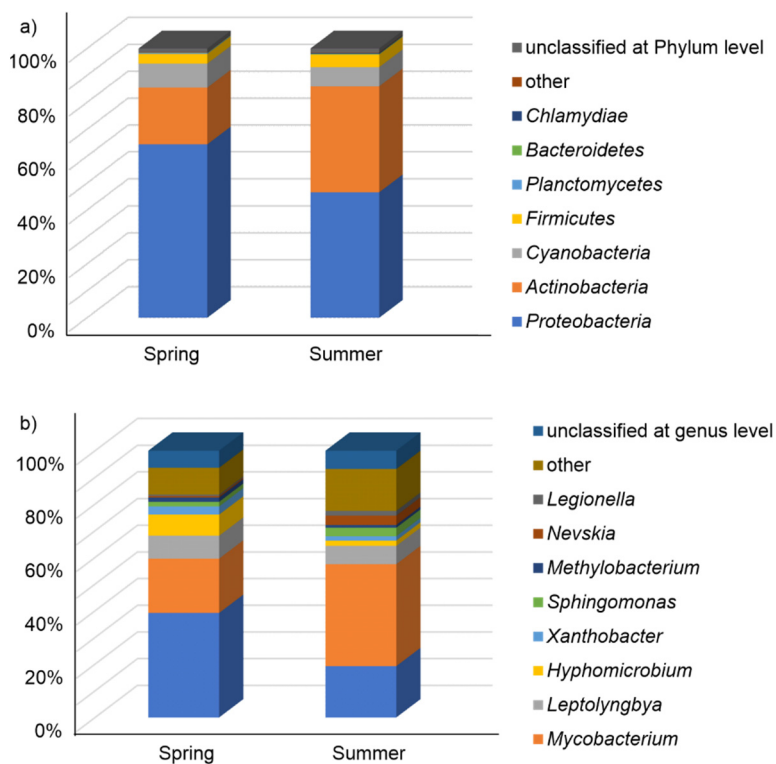 a)
100%
80%
60%
40%
20%
0%
Spring Summer
unclassified at Phylum level
other
Chlamydiae
Bacteroidetes
Planctomycetes
Firmicutes
Cyanobacteria
Actinobacteria
Proteobacteria
b)
100%
80%
60%
40%
20%
0%
Spring Summer
unclassified at genus level
other
Legionella
Nevskia
Methylobacterium
Sphingomonas
Xanthobacter
Hyphomicrobium
Leptolyngbya
Mycobacterium